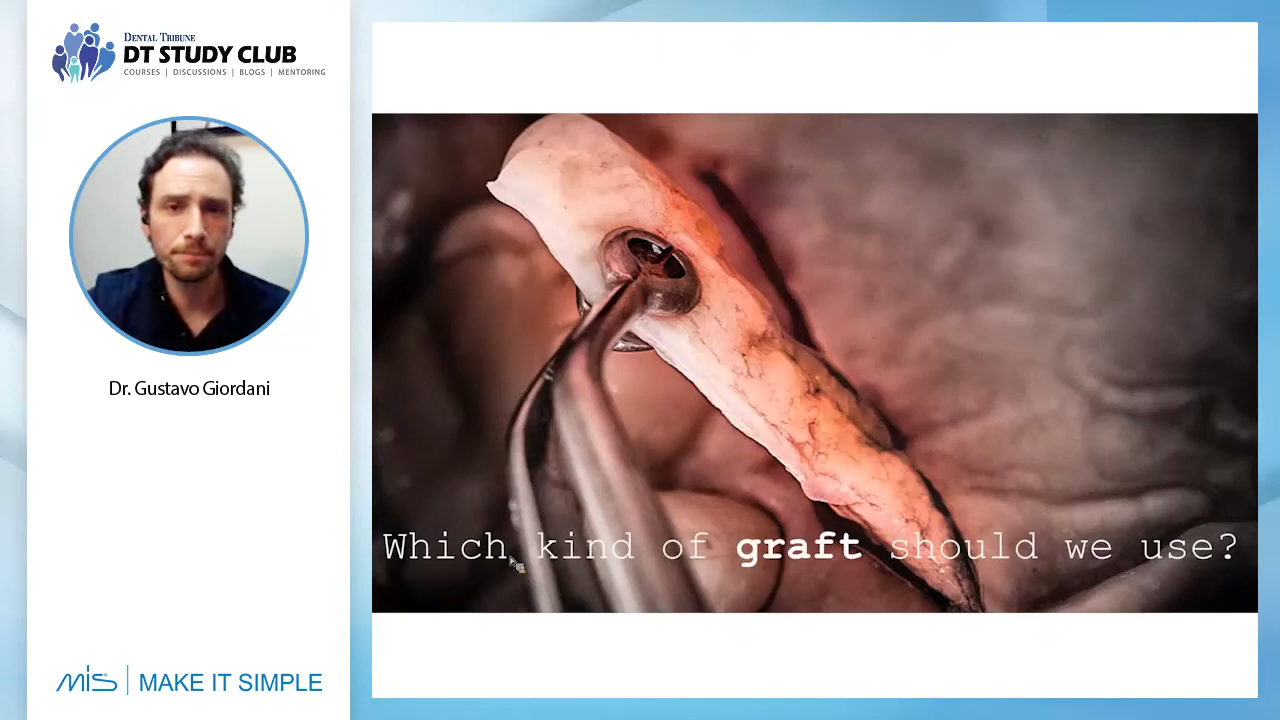 DENTAL TRIBUNE
DT STUDY CLUB
COURSES | DISCUSSIONS | BLOGS | MENTORING
Dr. Gustavo Giordani
Which kind of graft should we use?
mis | MAKE IT SIMPLE